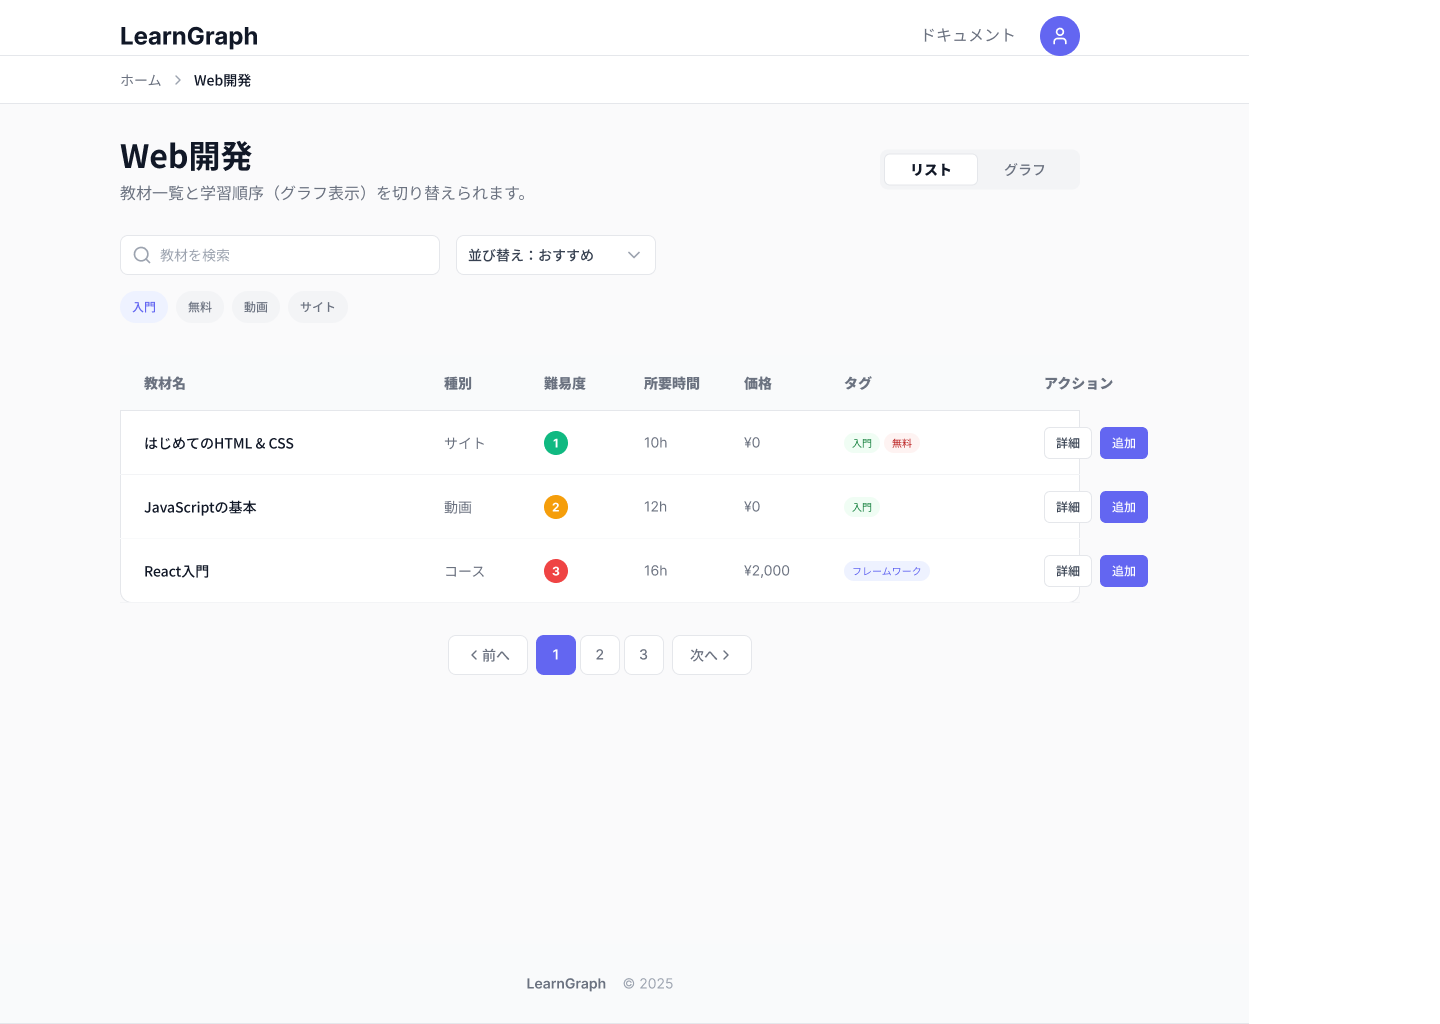 LearnGraph
ドキュメント
ホーム > Web開発
Web開発
教材一覧と学習順序（グラフ表示）を切り替えられます。
リスト グラフ
教材を検索
並び替え：おすすめ
入門 無料 動画 サイト
教材名 種別 難易度 所要時間 価格 タグ アクション
はじめてのHTML & CSS サイト 1 10h ¥0 入門 無料 詳細 追加
JavaScriptの基本 動画 2 12h ¥0 入門 詳細 追加
React入門 コース 3 16h ¥2,000 フレームワーク 詳細 追加
前へ 1 2 3 次へ
LearnGraph © 2025